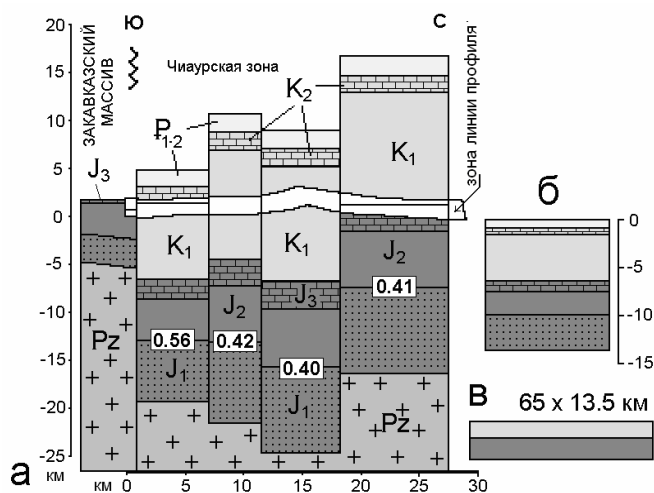 20
15
10
5
0
-5
-10
-15
-20
-25
км
км
0
5
10
15
20
25
30
а
ЗАКАВКАЗСКИЙ
МАССИВ
Ю
С
Чиаурская зона
зона линии профиля
P1-2
K2
J3
K1
K1
K1
J2
J2
J3
0.56
0.42
0.40
0.41
J1
J1
Pz
Pz
б
0
-5
-10
-15
в
65 x 13.5 км